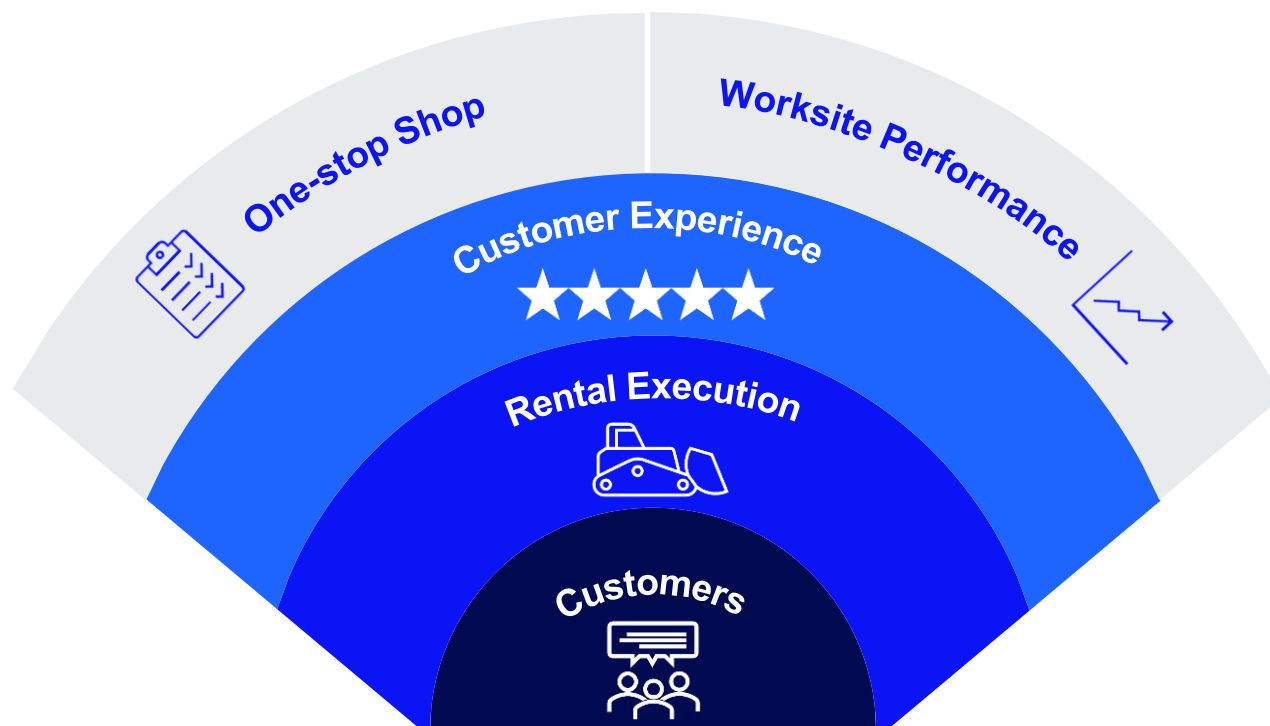 One-stop Shop
Worksite Performance
Customer Experience
Rental Execution
Customers